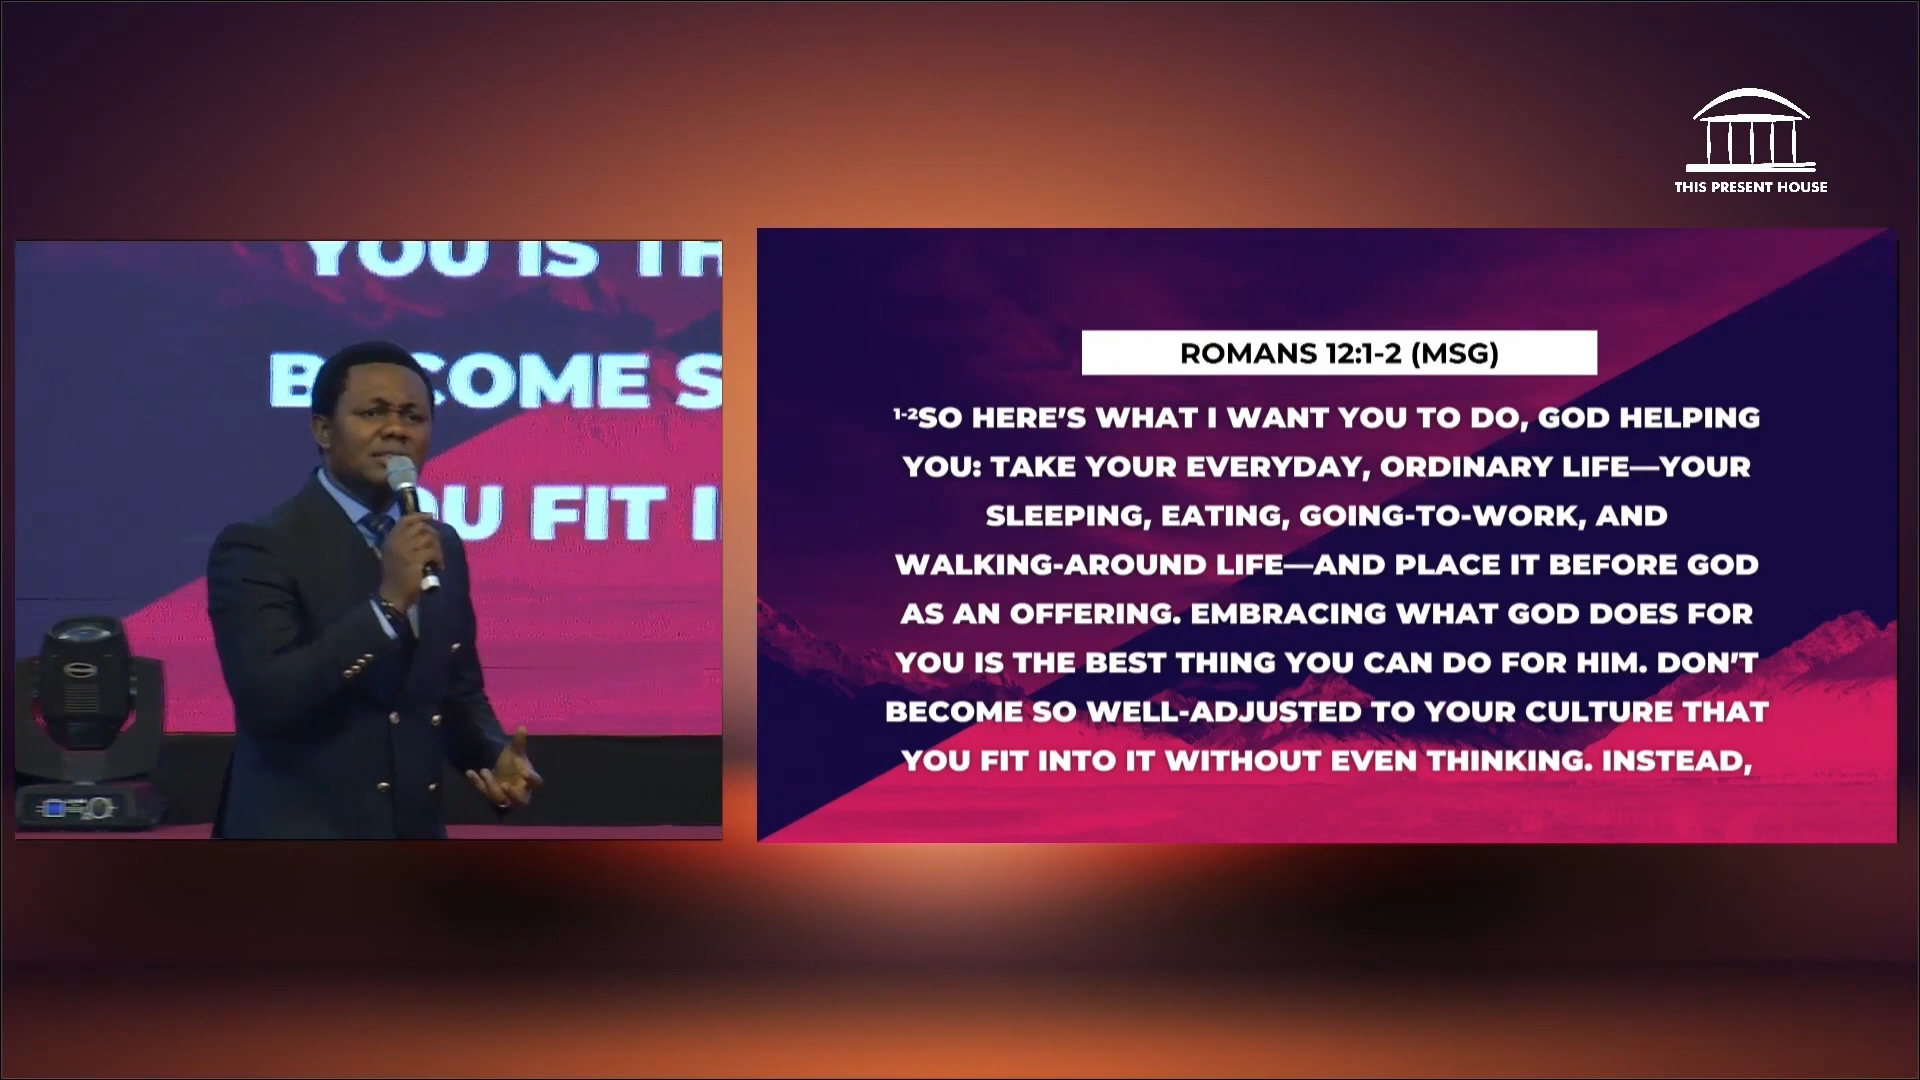 THIS PRESENT HOUSE
YOU IS TH
BECOME S
YOU FIT I
ROMANS 12:1-2 (MSG)
1-2SO HERE'S WHAT I WANT YOU TO DO, GOD HELPING
YOU: TAKE YOUR EVERYDAY, ORDINARY LIFE—YOUR
SLEEPING, EATING, GOING-TO-WORK, AND
WALKING-AROUND LIFE—AND PLACE IT BEFORE GOD
AS AN OFFERING. EMBRACING WHAT GOD DOES FOR
YOU IS THE BEST THING YOU CAN DO FOR HIM. DON'T
BECOME SO WELL-ADJUSTED TO YOUR CULTURE THAT
YOU FIT INTO IT WITHOUT EVEN THINKING. INSTEAD,